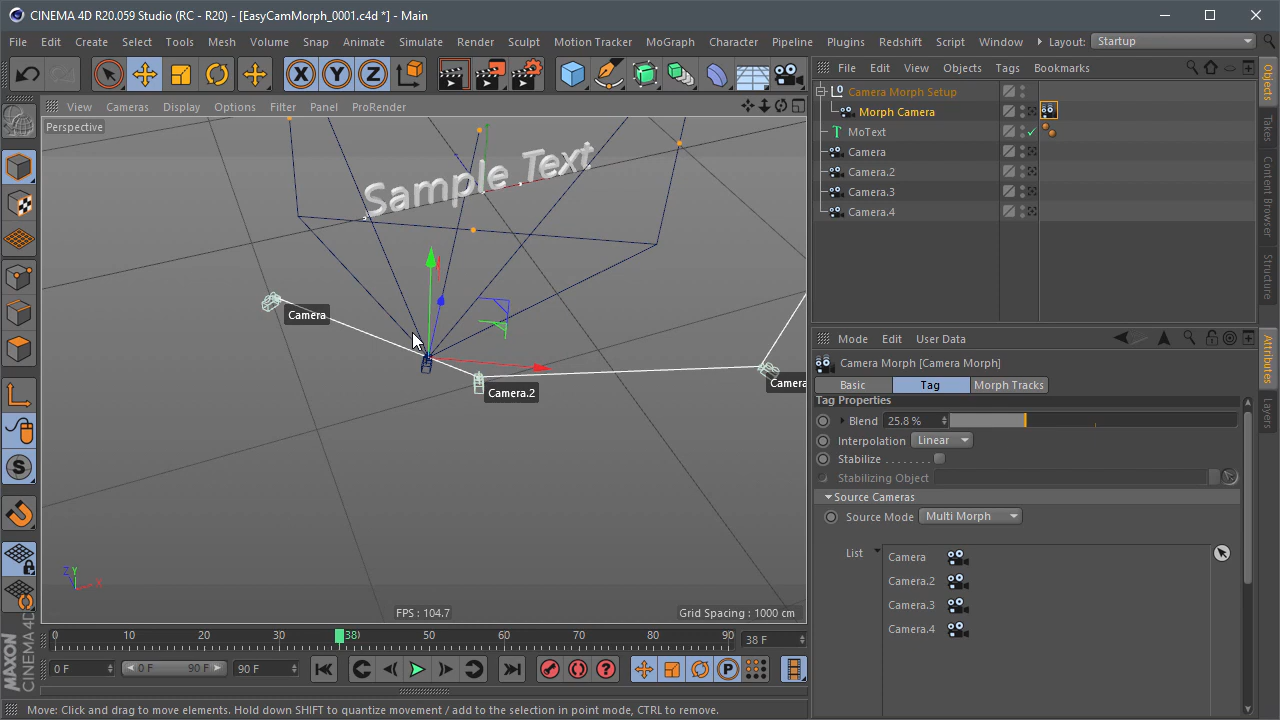 CINEMA 4D R20.059 Studio (RC - R20) - [EasyCamMorph_0001.c4d *] - Main
File Edit Create Select Tools Mesh Volume Snap Animate Simulate Render Sculpt Motion Tracker MoGraph Character Pipeline Plugins Redshift Script Window Layout: Startup
X Y Z
File Edit View Objects Tags Bookmarks
View Cameras Display Options Filter Panel ProRender
Perspective
Camera Morph Setup
Morph Camera
MoText
Camera
Camera.2
Camera.3
Camera.4
Objects
Takes
Content Browser
Structure
Attributes
Layers
Sample Text
Camera
Camera.2
Camera
Y
Z
X
FPS : 104.7
Grid Spacing : 1000 cm
Mode Edit User Data
Camera Morph [Camera Morph]
Basic Tag Morph Tracks
Tag Properties
Blend 25.8 %
Interpolation Linear
Stabilize
Stabilizing Object
Source Cameras
Source Mode Multi Morph
List
Camera
Camera.2
Camera.3
Camera.4
S
0 10 20 30 38 50 60 70 80 90 38 F
0 F 0 F 90 F 90 F
P
MAXON
CINEMA 4D
Move: Click and drag to move elements. Hold down SHIFT to quantize movement / add to the selection in point mode, CTRL to remove.